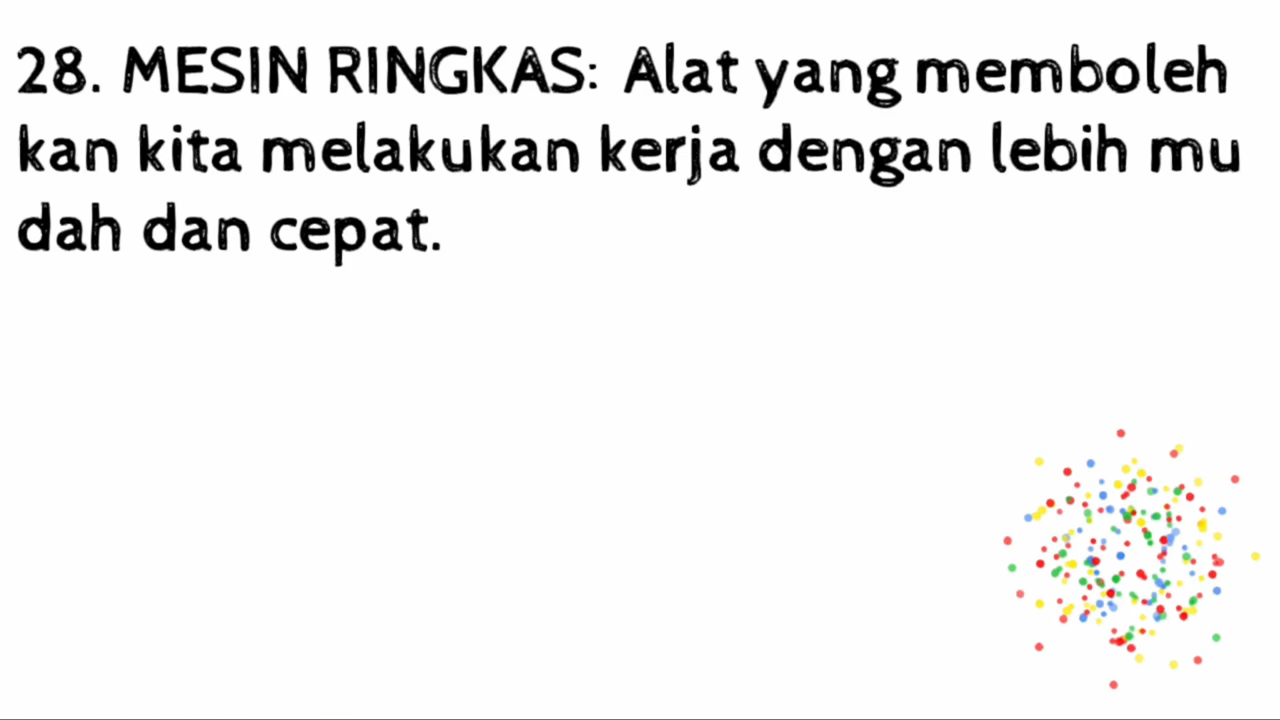 28. MESIN RINGKAS: Alat yang memboleh
kan kita melakukan kerja dengan lebih mu
dah dan cepat.